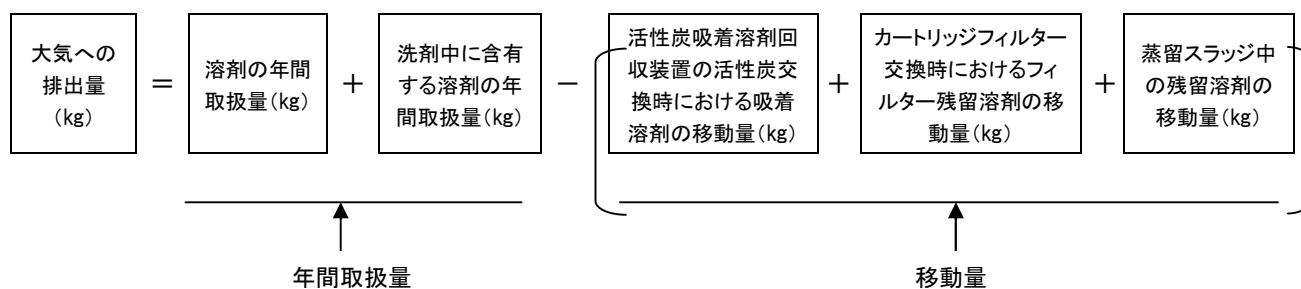 大気への
排出量
(kg)
＝
溶剤の年間
取扱量(kg)
＋
洗剤中に含有
する溶剤の年
間取扱量(kg)
－
活性炭吸着溶剤回
収装置の活性炭交
換時における吸着
溶剤の移動量(kg)
＋
カートリッジフィルター
交換時におけるフィ
ルター残留溶剤の移
動量(kg)
＋
蒸留スラッジ中
の残留溶剤の
移動量(kg)
年間取扱量
移動量